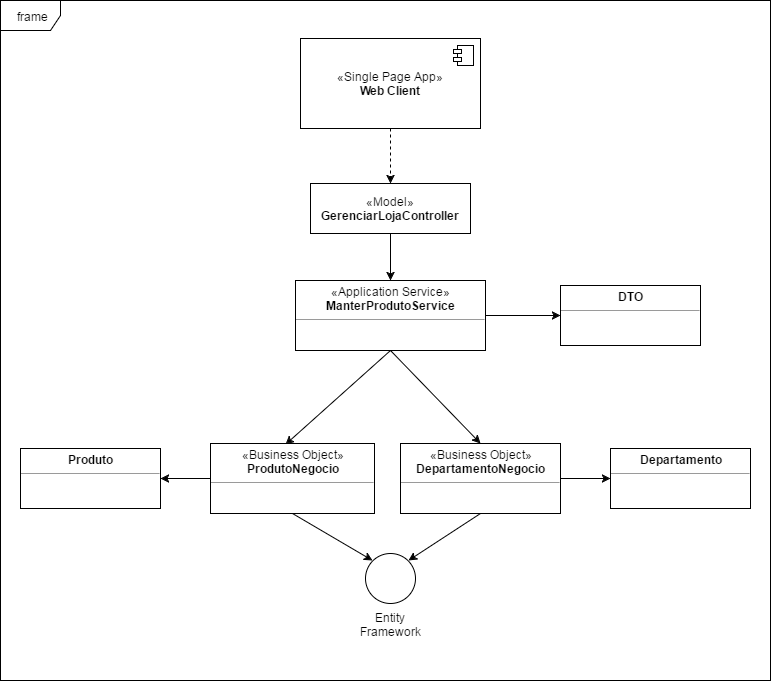 frame
«Single Page App»
Web Client
«Model»
GerenciarLojaController
«Application Service»
ManterProdutoService
DTO
Produto
«Business Object»
ProdutoNegocio
«Business Object»
DepartamentoNegocio
Departamento
Entity
Framework